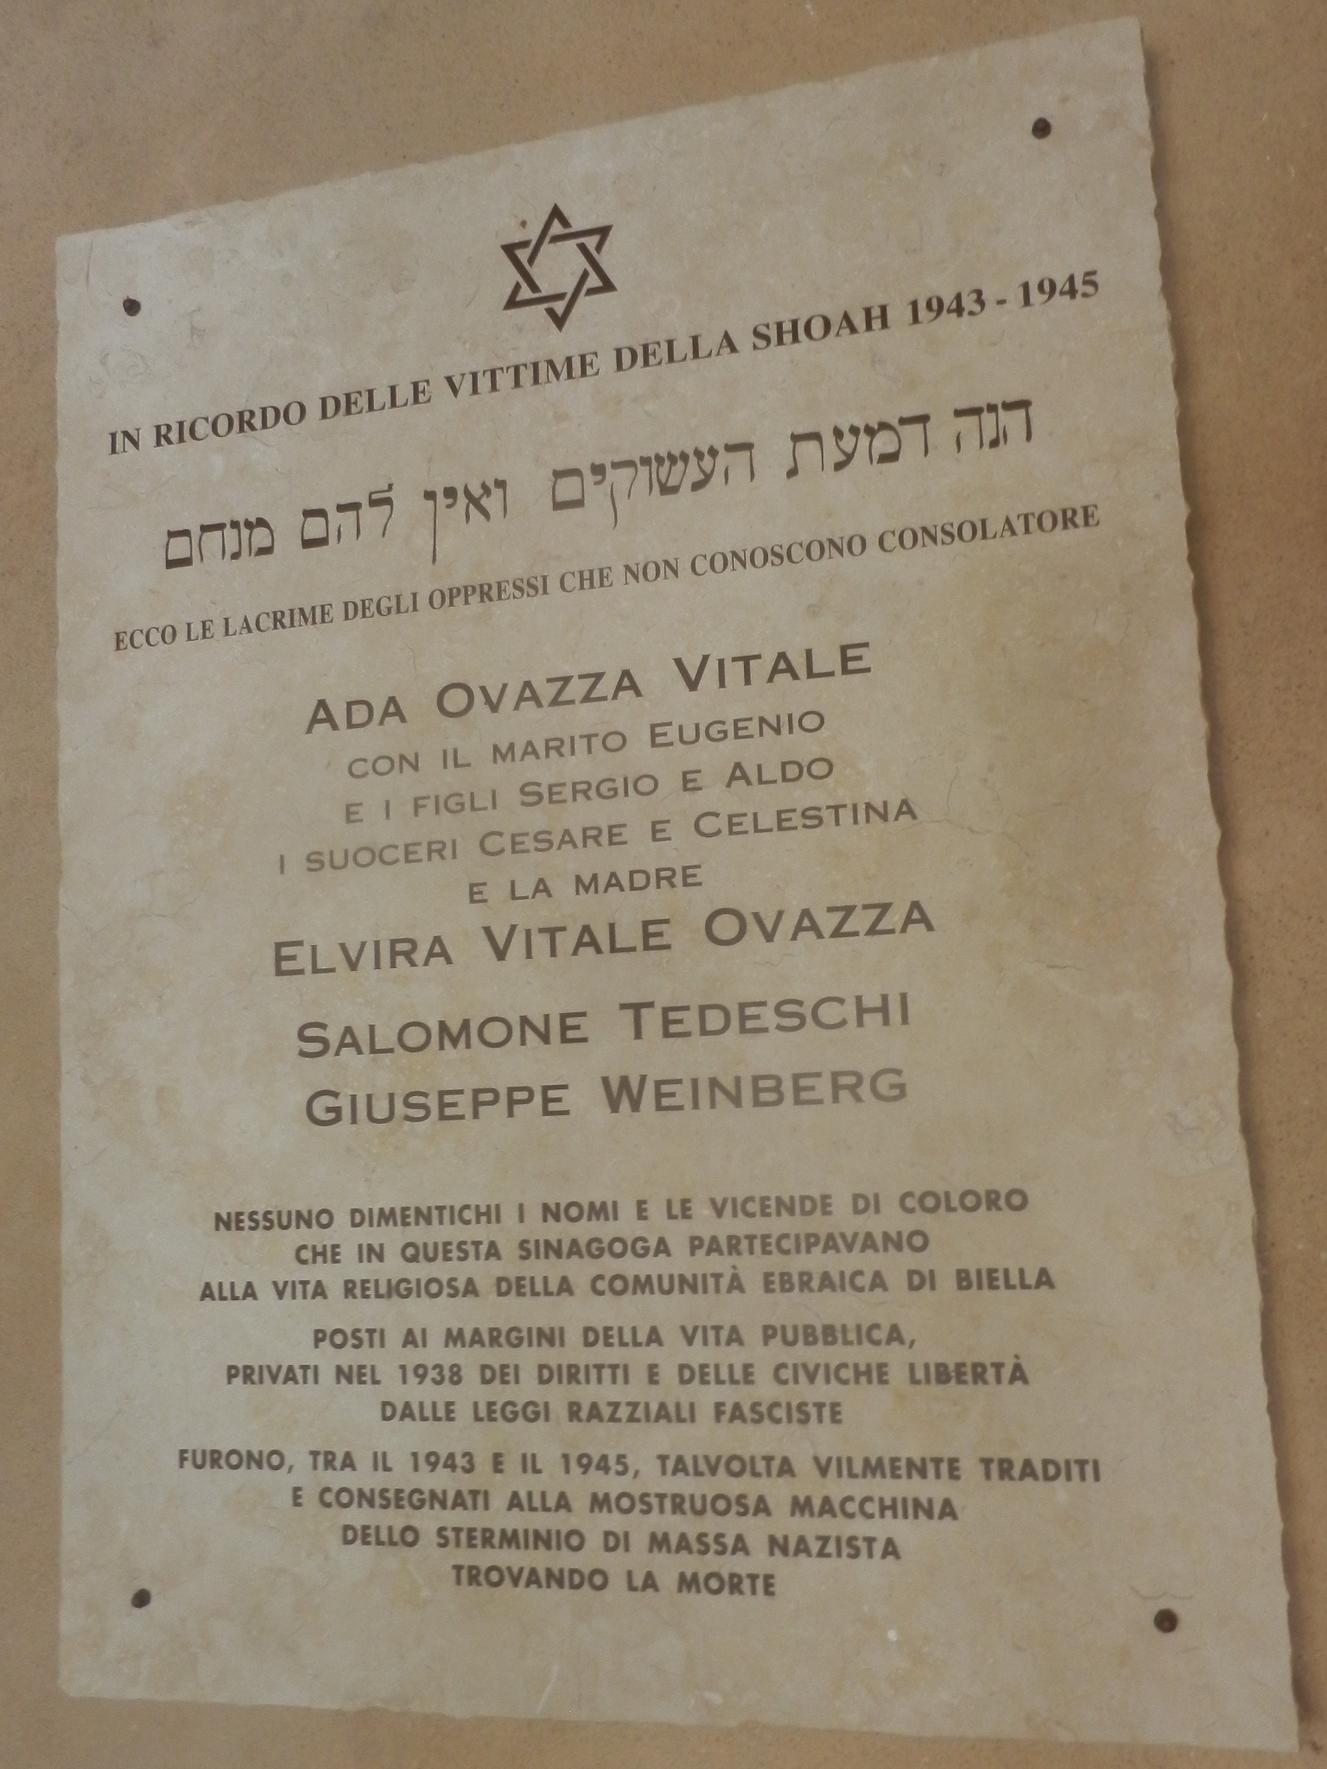 IN RICORDO DELLE VITTIME DELLA SHOAH 1943 - 1945
הנה דמעת העשוקים ואין להם מנחם
ECCO LE LACRIME DEGLI OPPRESSI CHE NON CONOSCONO CONSOLATORE
ADA OVAZZA VITALE
CON IL MARITO EUGENIO
E I FIGLI SERGIO E ALDO
I SUOCERI CESARE E CELESTINA
E LA MADRE
ELVIRA VITALE OVAZZA
SALOMONE TEDESCHI
GIUSEPPE WEINBERG
NESSUNO DIMENTICHI I NOMI E LE VICENDE DI COLORO
CHE IN QUESTA SINAGOGA PARTECIPAVANO
ALLA VITA RELIGIOSA DELLA COMUNITÀ EBRAICA DI BIELLA
POSTI AI MARGINI DELLA VITA PUBBLICA,
PRIVATI NEL 1938 DEI DIRITTI E DELLE CIVICHE LIBERTÀ
DALLE LEGGI RAZZIALI FASCISTE
FURONO, TRA IL 1943 E IL 1945, TALVOLTA VILMENTE TRADITI
E CONSEGNATI ALLA MOSTRUOSA MACCHINA
DELLO STERMINIO DI MASSA NAZISTA
TROVANDO LA MORTE